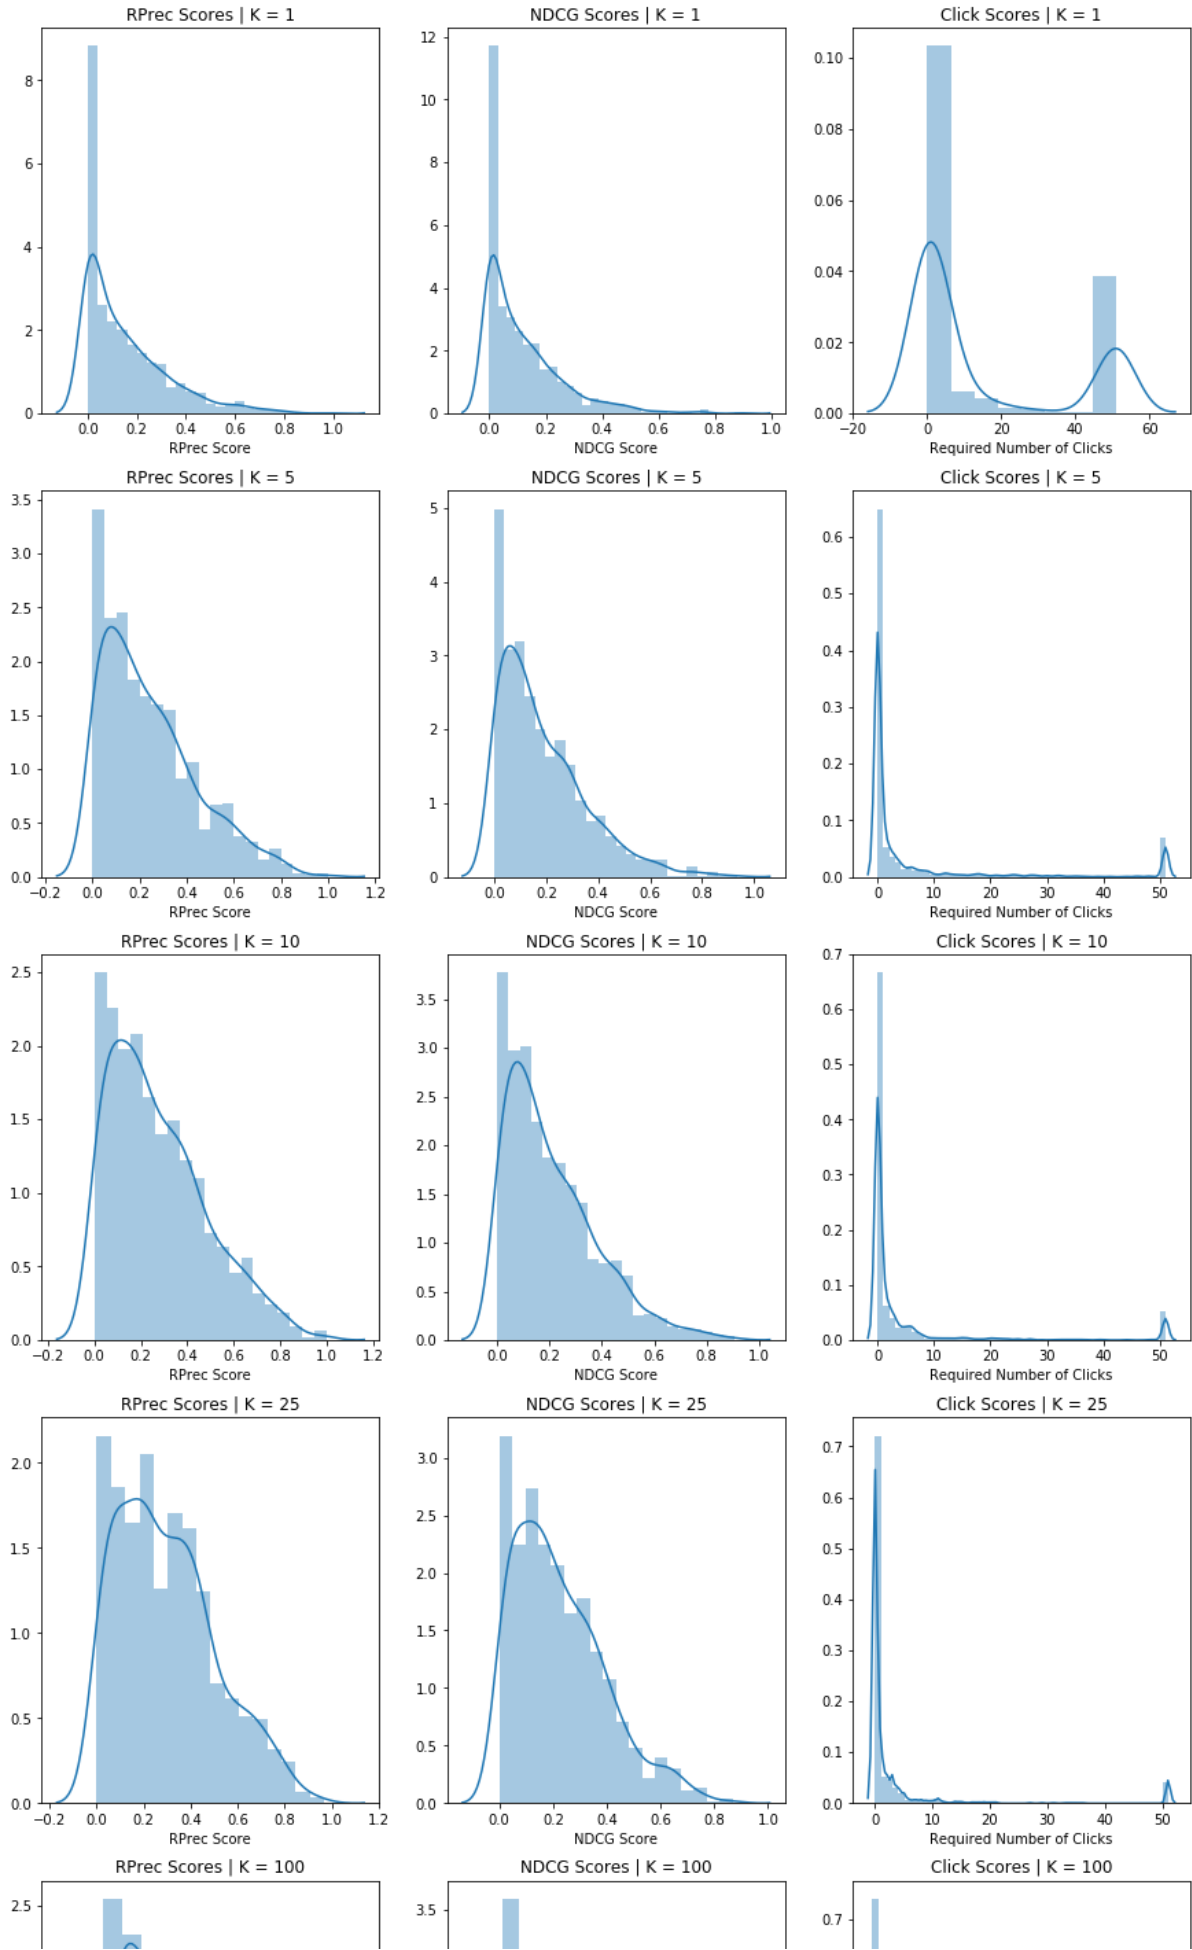 RPrec Scores | K = 1
NDCG Scores | K = 1
Click Scores | K = 1
8
6
4
2
0
0.0 0.2 0.4 0.6 0.8 1.0
RPrec Score
12
10
8
6
4
2
0
0.0 0.2 0.4 0.6 0.8 1.0
NDCG Score
0.10
0.08
0.06
0.04
0.02
0.00
−20 0 20 40 60
Required Number of Clicks
RPrec Scores | K = 5
NDCG Scores | K = 5
Click Scores | K = 5
3.5
3.0
2.5
2.0
1.5
1.0
0.5
0.0
−0.2 0.0 0.2 0.4 0.6 0.8 1.0 1.2
RPrec Score
5
4
3
2
1
0
0.0 0.2 0.4 0.6 0.8 1.0
NDCG Score
0.6
0.5
0.4
0.3
0.2
0.1
0.0
0 10 20 30 40 50
Required Number of Clicks
RPrec Scores | K = 10
NDCG Scores | K = 10
Click Scores | K = 10
2.5
2.0
1.5
1.0
0.5
0.0
−0.2 0.0 0.2 0.4 0.6 0.8 1.0 1.2
RPrec Score
3.5
3.0
2.5
2.0
1.5
1.0
0.5
0.0
0.0 0.2 0.4 0.6 0.8 1.0
NDCG Score
0.7
0.6
0.5
0.4
0.3
0.2
0.1
0.0
0 10 20 30 40 50
Required Number of Clicks
RPrec Scores | K = 25
NDCG Scores | K = 25
Click Scores | K = 25
2.0
1.5
1.0
0.5
0.0
−0.2 0.0 0.2 0.4 0.6 0.8 1.0 1.2
RPrec Score
3.0
2.5
2.0
1.5
1.0
0.5
0.0
0.0 0.2 0.4 0.6 0.8 1.0
NDCG Score
0.7
0.6
0.5
0.4
0.3
0.2
0.1
0.0
0 10 20 30 40 50
Required Number of Clicks
RPrec Scores | K = 100
NDCG Scores | K = 100
Click Scores | K = 100
2.5
3.5
0.7